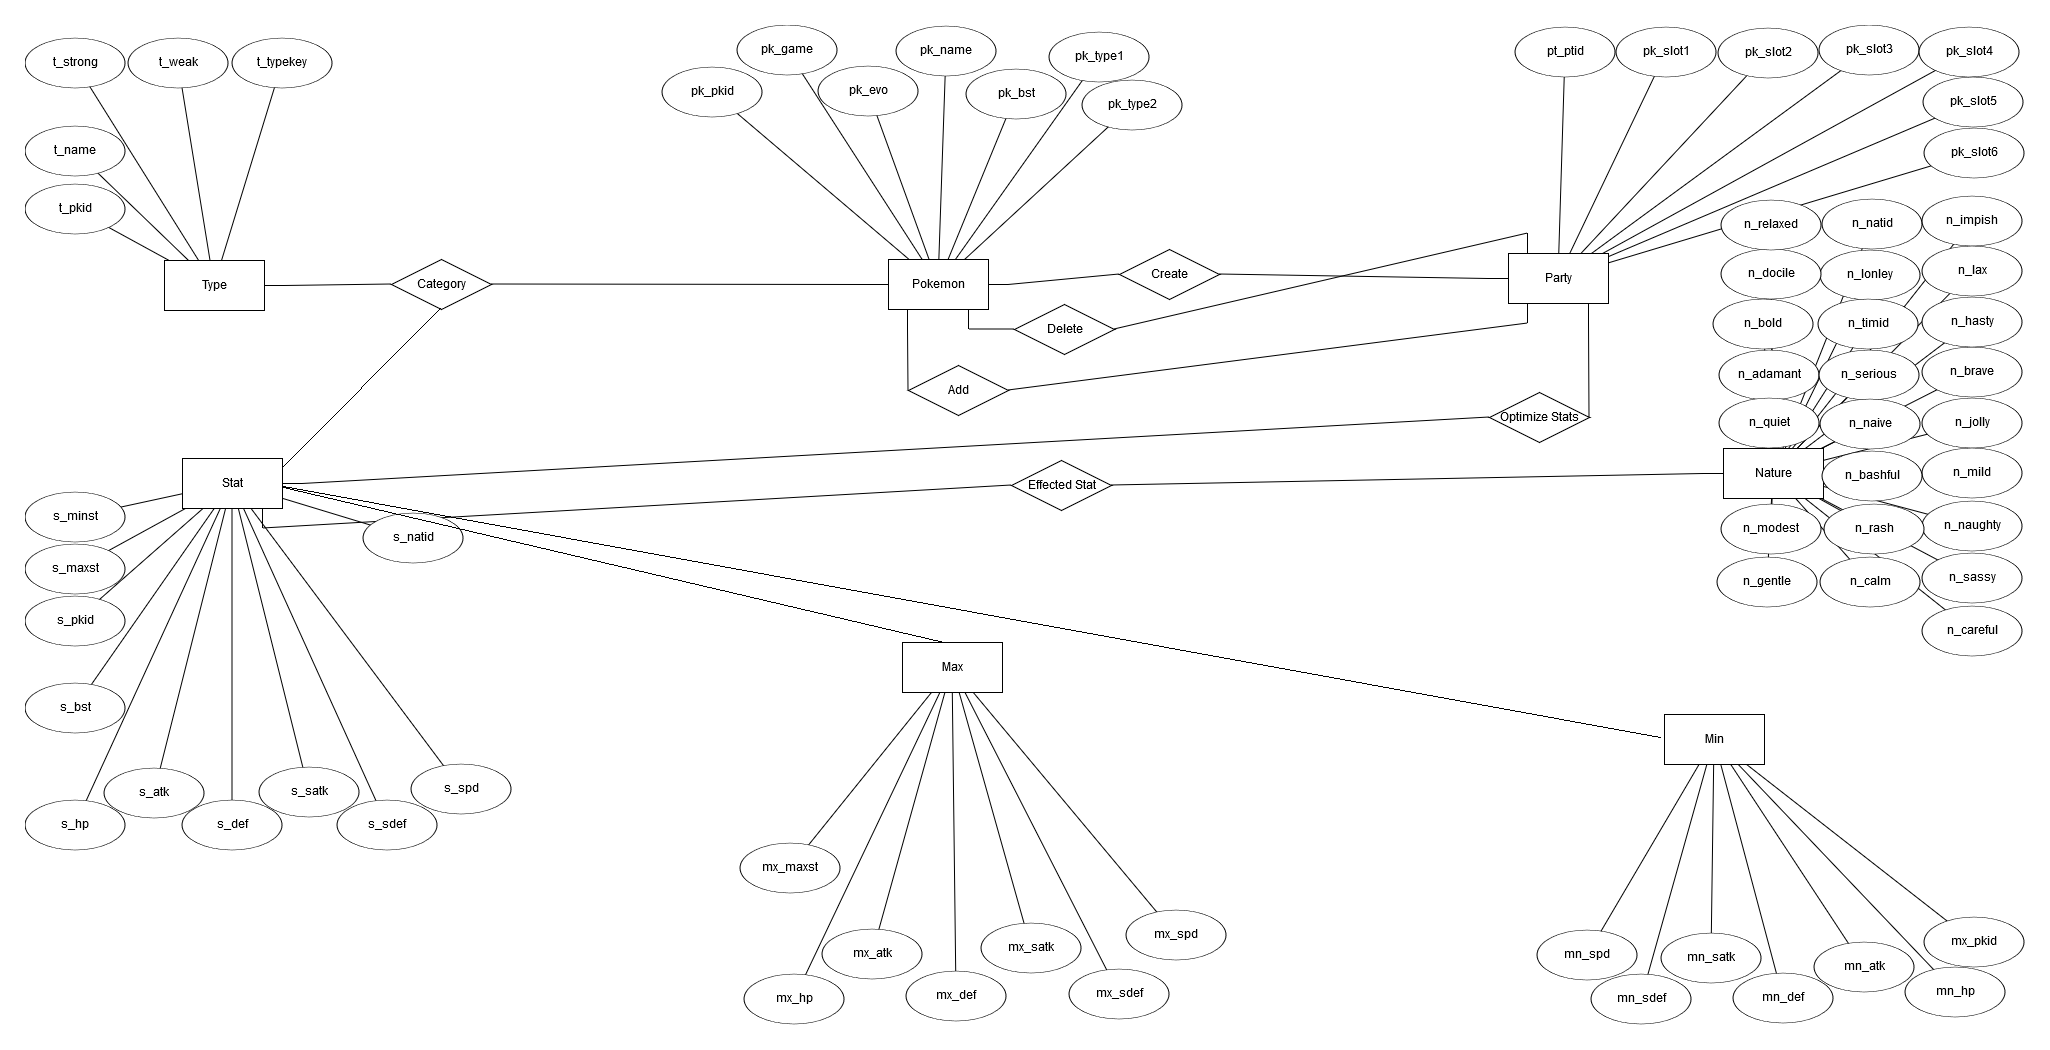 t_strong
t_weak
t_typekey
t_name
t_pkid
Type
Category
pk_game
pk_name
pk_type1
pk_pkid
pk_evo
pk_bst
pk_type2
Pokemon
Create
Delete
Add
pt_ptid
pk_slot1
pk_slot2
pk_slot3
pk_slot4
pk_slot5
pk_slot6
Party
Optimize Stats
Effected Stat
n_relaxed
n_natid
n_impish
n_docile
n_lonley
n_lax
n_bold
n_timid
n_hasty
n_adamant
n_serious
n_brave
n_quiet
n_naive
n_jolly
Nature
n_bashful
n_mild
n_modest
n_rash
n_naughty
n_gentle
n_calm
n_sassy
n_careful
Stat
s_minst
s_maxst
s_pkid
s_natid
s_bst
s_hp
s_atk
s_def
s_satk
s_sdef
s_spd
Max
mx_maxst
mx_hp
mx_atk
mx_def
mx_satk
mx_sdef
mx_spd
Min
mn_spd
mn_sdef
mn_satk
mn_def
mn_atk
mn_hp
mx_pkid